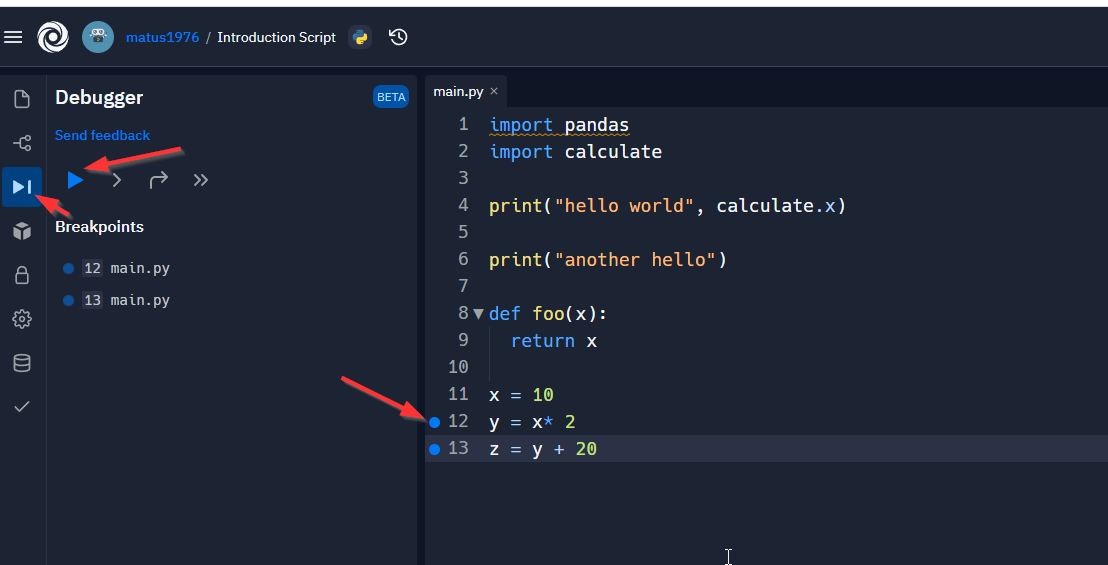 matus1976 / Introduction Script
Debugger
BETA
Send feedback
Breakpoints
12 main.py
13 main.py
main.py ×
1 import pandas
2 import calculate
3
4 print("hello world", calculate.x)
5
6 print("another hello")
7
8 def foo(x):
9 return x
10
11 x = 10
12 y = x* 2
13 z = y + 20